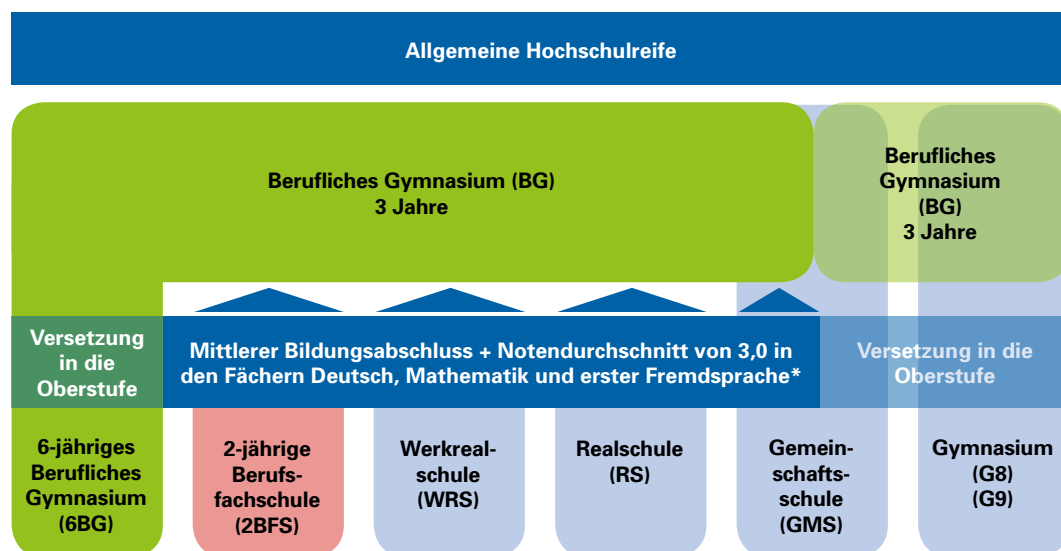 Allgemeine Hochschulreife
Berufliches Gymnasium (BG)
3 Jahre
Berufliches
Gymnasium
(BG)
3 Jahre
Versetzung
in die
Oberstufe
Mittlerer Bildungsabschluss + Notendurchschnitt von 3,0 in
den Fächern Deutsch, Mathematik und erster Fremdsprache*
Versetzung in die
Oberstufe
6-jähriges
Berufliches
Gymnasium
(6BG)
2-jährige
Berufs-
fachschule
(2BFS)
Werkreal-
schule
(WRS)
Realschule
(RS)
Gemein-
schafts-
schule
(GMS)
Gymnasium
(G8)
(G9)